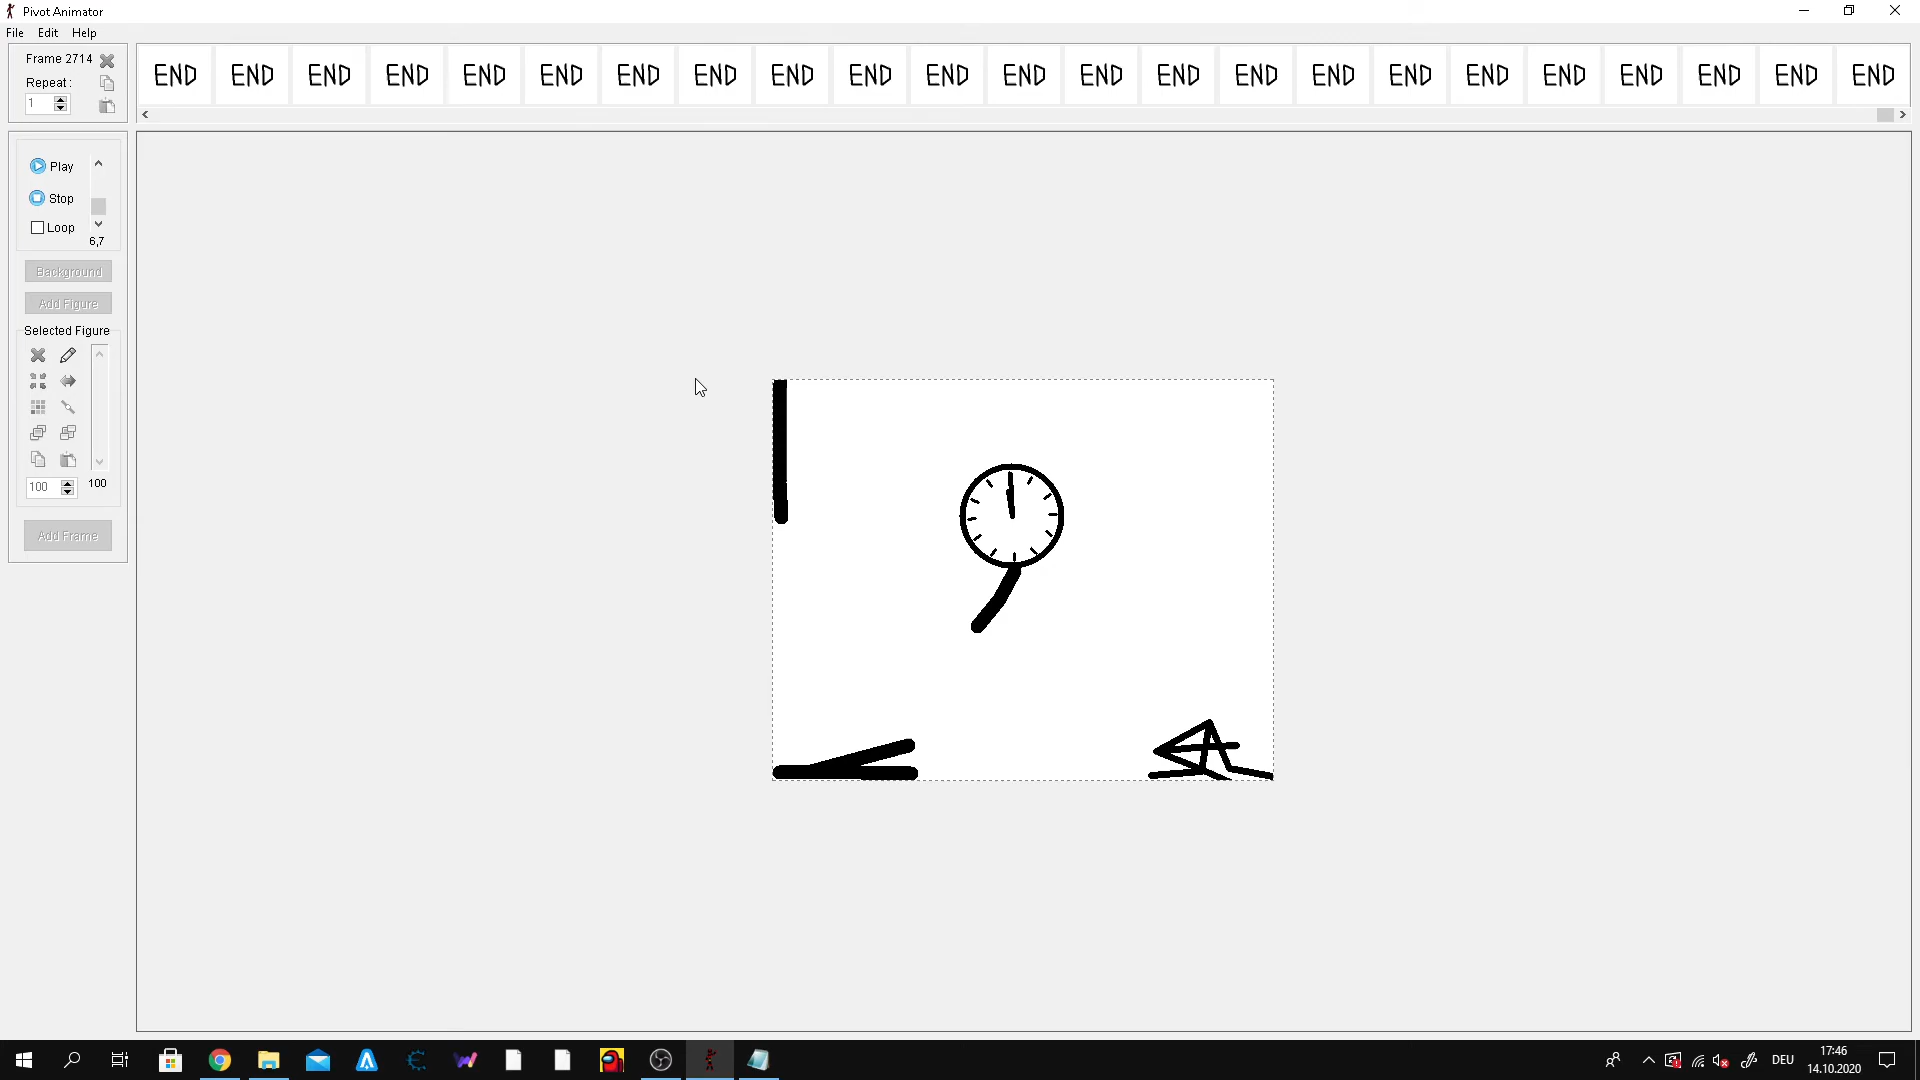 Pivot Animator
File Edit Help
Frame 2714
Repeat :
1
END END END END END END END END END END END END END END END END END END END END END END END
Play
Stop
Loop
6,7
Background
Add Figure
Selected Figure
100 100
Add Frame
DEU
17:46
14.10.2020